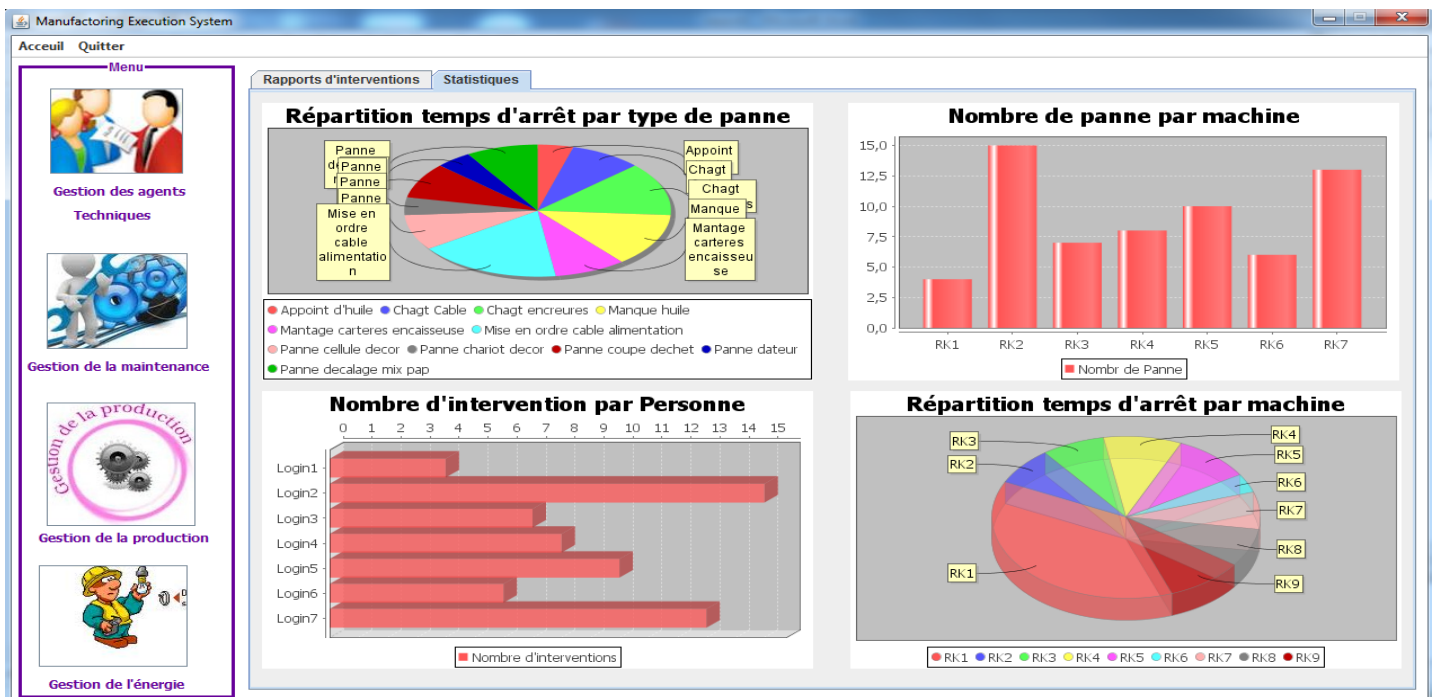 Manufactoring Execution System
Acceuil Quitter
Menu
Gestion des agents
Techniques
Gestion de la maintenance
Gestion de la production
Gestion de la production
Gestion de l'énergie
Rapports d'interventions Statistiques
Répartition temps d'arrêt par type de panne
Panne
Panne
Panne
Panne
Mise en
ordre
cable
alimentatio
n
Appoint
Chagt
Chagt
Manque
Mantage
carteres
encaisseu
se
Appoint d'huile Chagt Cable Chagt encreures Manque huile
Mantage carteres encaisseuse Mise en ordre cable alimentation
Panne cellule decor Panne chariot decor Panne coupe dechet Panne dateur
Panne decalage mix pap
Nombre de panne par machine
15,0
12,5
10,0
7,5
5,0
2,5
0,0
RK1 RK2 RK3 RK4 RK5 RK6 RK7
Nombr de Panne
Nombre d'intervention par Personne
0 1 2 3 4 5 6 7 8 9 10 11 12 13 14 15
Login1
Login2
Login3
Login4
Login5
Login6
Login7
Nombre d'interventions
Répartition temps d'arrêt par machine
RK3
RK2
RK1
RK4
RK5
RK6
RK7
RK8
RK9
RK1 RK2 RK3 RK4 RK5 RK6 RK7 RK8 RK9